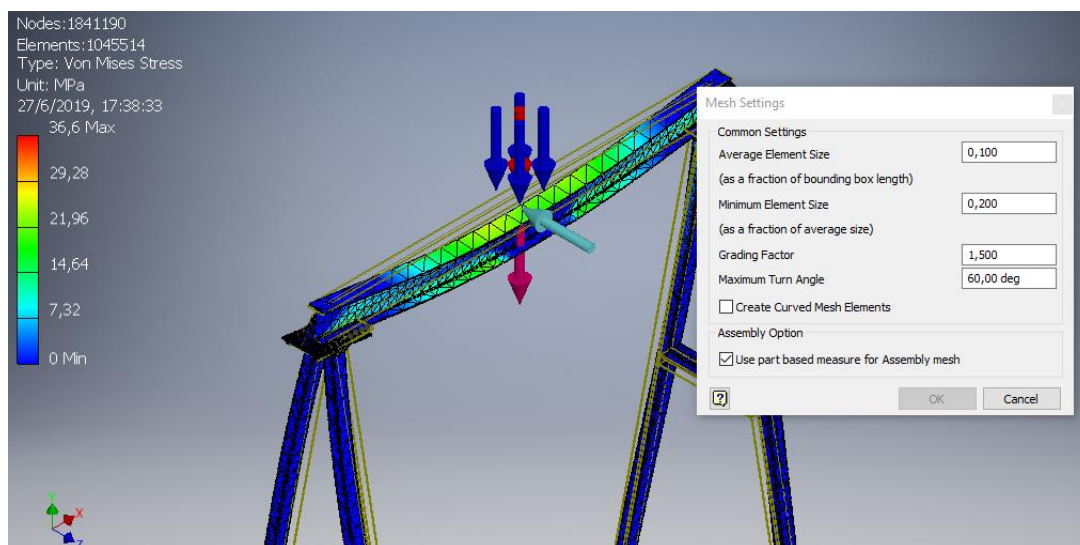 Nodes:1841190
Elements:1045514
Type: Von Mises Stress
Unit: MPa
27/6/2019, 17:38:33
36,6 Max
29,28
21,96
14,64
7,32
0 Min
Mesh Settings
Common Settings
Average Element Size 0,100
(as a fraction of bounding box length)
Minimum Element Size 0,200
(as a fraction of average size)
Grading Factor 1,500
Maximum Turn Angle 60,00 deg
Create Curved Mesh Elements
Assembly Option
Use part based measure for Assembly mesh
? OK Cancel
Y
X
Z